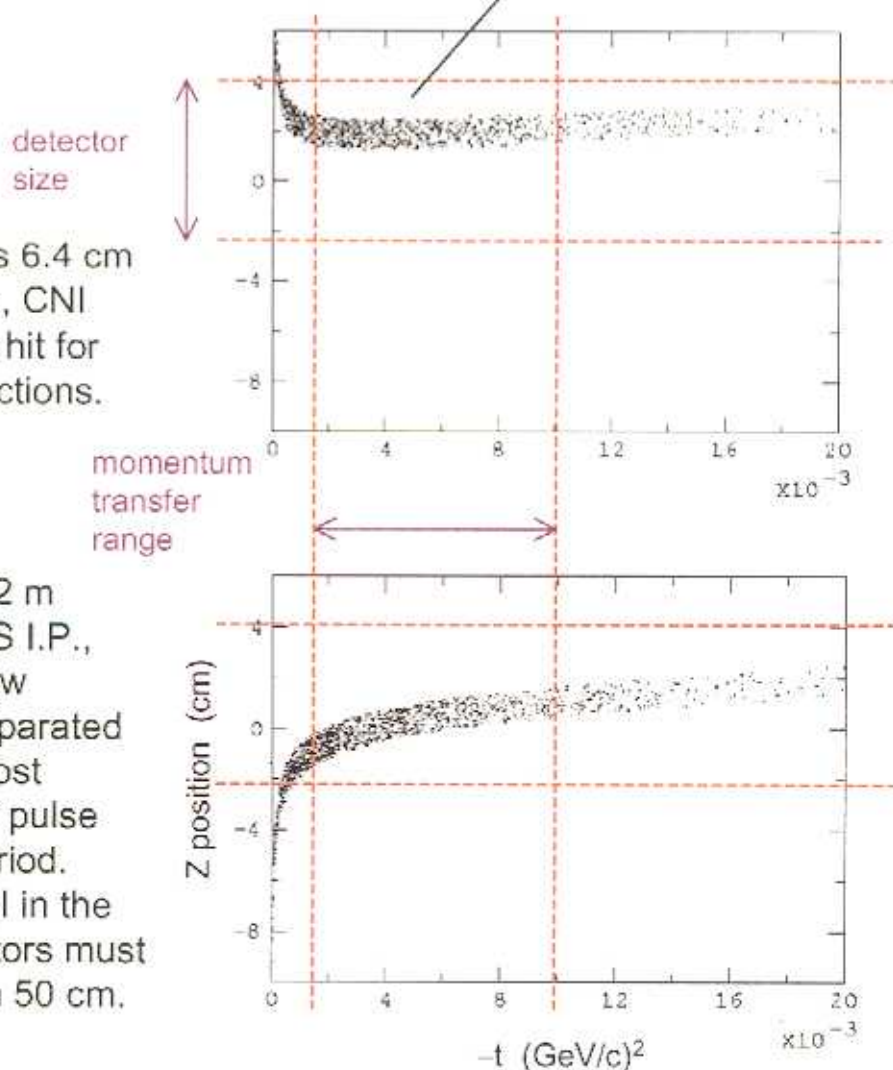 detector
size
s 6.4 cm
, CNI
hit for
ctions.
4
0
-4
-8
0 4 8 12 16 20
x10⁻³
momentum
transfer
range
2 m
S I.P.,
w
parated
ost
pulse
riod.
l in the
tors must
n 50 cm.
Z position (cm)
4
0
-4
-8
0 4 8 12 16 20
x10⁻³
-t (GeV/c)²